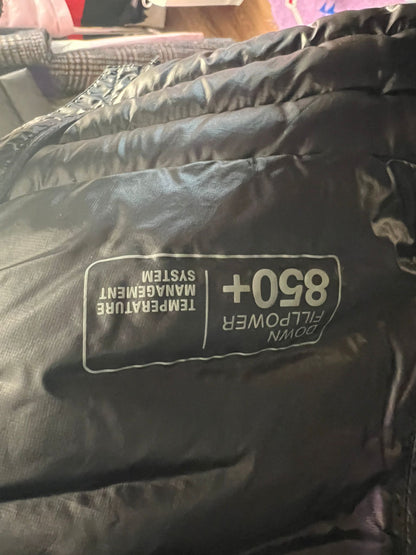 DOWN
FILLPOWER
850+
TEMPERATURE
MANAGEMENT
SYSTEM